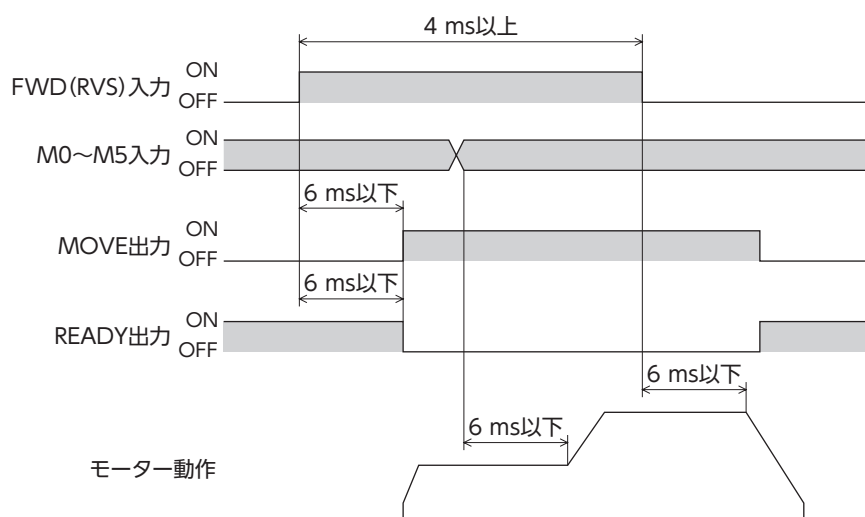 4 ms以上
FWD(RVS)入力
ON
OFF
M0～M5入力
ON
OFF
6 ms以下
MOVE出力
ON
OFF
6 ms以下
READY出力
ON
OFF
6 ms以下
6 ms以下
モーター動作